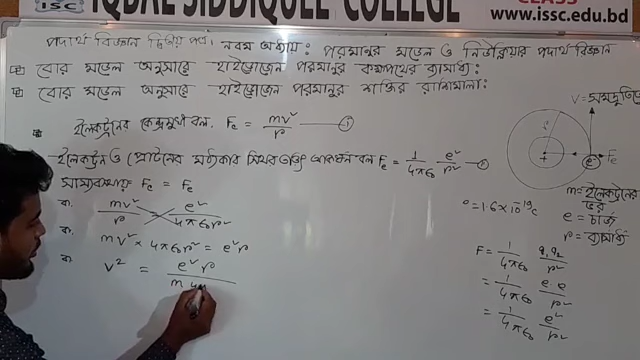 ISSC IQBAL SIDDIQUEE COLLEGE
www.issc.edu.bd
পদার্থ বিজ্ঞান দ্বিতীয় পত্র। নবম অধ্যায়: পরমাণুর মডেল ও নিউক্লিয়ার পদার্থ বিজ্ঞান
বোর মডেল অনুসারে হাইড্রোজেন পরমাণুর কক্ষপথের ব্যাসার্ধ:
বোর মডেল অনুসারে হাইড্রোজেন পরমাণুর শক্তির রাশিমালা:
ইলেকট্রনের কেন্দ্রমুখী বল, Fc = mv²/r —①
ইলেকট্রন ও প্রোটনের মধ্যকার স্থির তড়িৎ আকর্ষন বল Fe = 1/4πε₀ e²/r² —②
সাম্যাবস্থায়, Fc = Fe
বা, mv²/r = e²/4πε₀r²
বা, mv² × 4πε₀r² = e²r
বা, v² = e²r / m4π
V = সমদ্রুতিতে
+ e Fc
m = ইলেকট্রনের ভর
e = চার্জ
r = ব্যাসার্ধ
e = 1.6×10⁻¹⁹C
F = 1/4πε₀ q₁q₂/r²
= 1/4πε₀ e·e/r²
= 1/4πε₀ e²/r²